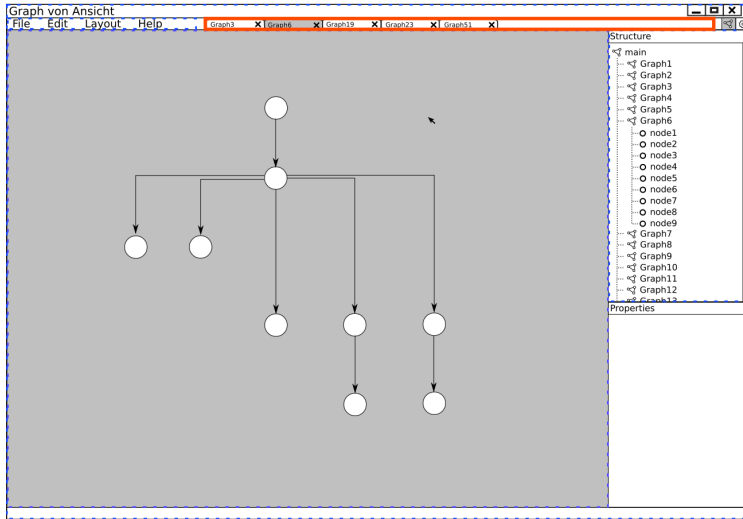 Graph von Ansicht
File Edit Layout Help Graph3 Graph6 Graph19 Graph23 Graph51
Structure
main
Graph1
Graph2
Graph3
Graph4
Graph5
Graph6
node1
node2
node3
node4
node5
node6
node7
node8
node9
Graph7
Graph8
Graph9
Graph10
Graph11
Graph12
Graph13
Properties